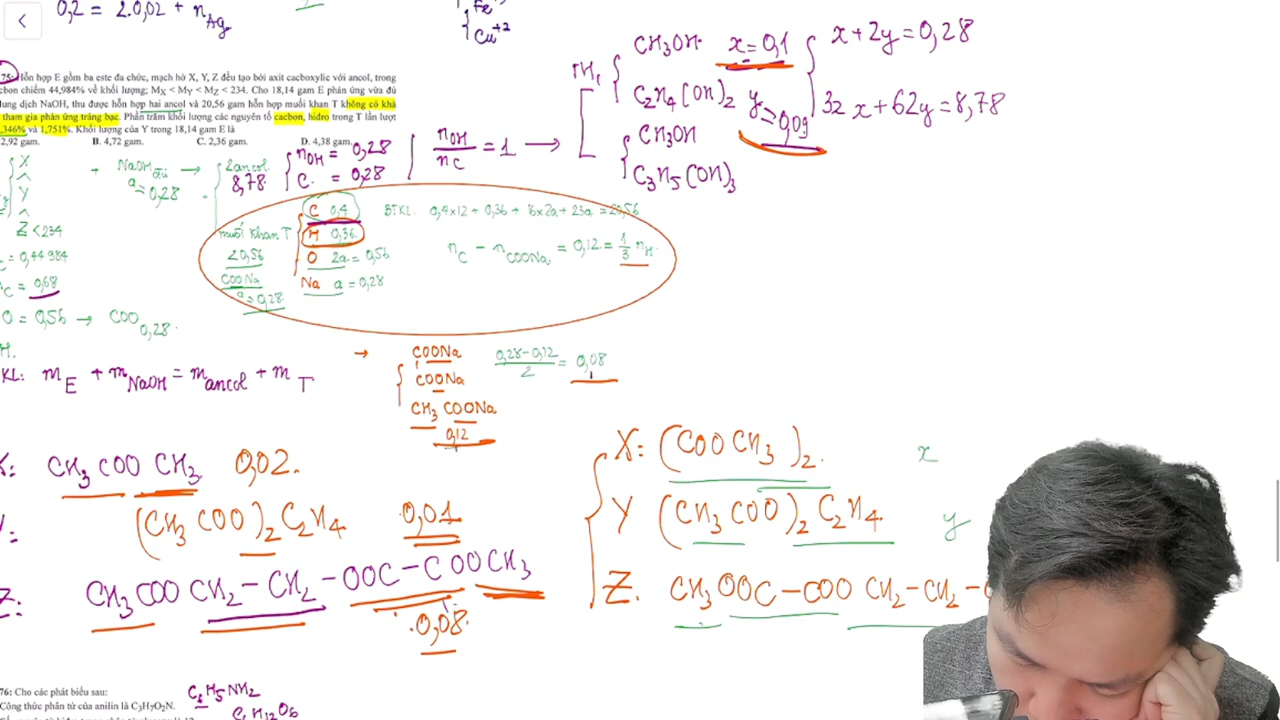 0,2 = 2.0,02 + nAg
Fe
Cu+2
75: Hỗn hợp E gồm ba este đa chức, mạch hở X, Y, Z đều tạo bởi axit cacboxylic với ancol, trong
cbon chiếm 44,984% về khối lượng; MX < MY < MZ < 234. Cho 18,14 gam E phản ứng vừa đủ
dung dịch NaOH, thu được hỗn hợp hai ancol và 20,56 gam hỗn hợp muối khan T không có khả
tham gia phản ứng tráng bạc. Phần trăm khối lượng các nguyên tố cacbon, hiđro trong T lần lượt
,346% và 1,751%. Khối lượng của Y trong 18,14 gam E là
2,92 gam. B. 4,72 gam. C. 2,36 gam. D. 4,38 gam.
TH1
CH3OH x = 0,1
C2H4(OH)2 y = 0,09
x + 2y = 0,28
32x + 62y = 8,78
CH3OH
C3H5(OH)3
X
Y
Z < 234
+ NaOH →
a = 0,28
2ancol
8,78
nOH = 0,28
C = 0,28
nOH / nC = 1 →
muối khan T
20,56
COONa
a = 0,28
C 0,4
H 0,36
O 2a = 0,56
Na a = 0,28
BTKL: 0,4x12 + 0,36 + 16x2a + 23a = 20,56
nC - nCOONa = 0,12 = 1/3 nH
= 0,44984
C = 0,68
O = 0,56 → COO 0,28
KL: mE + mNaOH = mancol + mT
→ COONa
COONa
CH3COONa
0,12
0,28-0,12 / 2 = 0,08
X: CH3COOCH3 0,02.
(CH3COO)2C2H4 0,01
Z: CH3COOCH2-CH2-OOC-COOCH3
0,08
X: (COOCH3)2 x
Y (CH3COO)2C2H4 y
Z. CH3OOC-COOCH2-CH2-
76: Cho các phát biểu sau:
Công thức phân tử của anilin là C3H7O2N.
C6H5NH2
C6H12O6